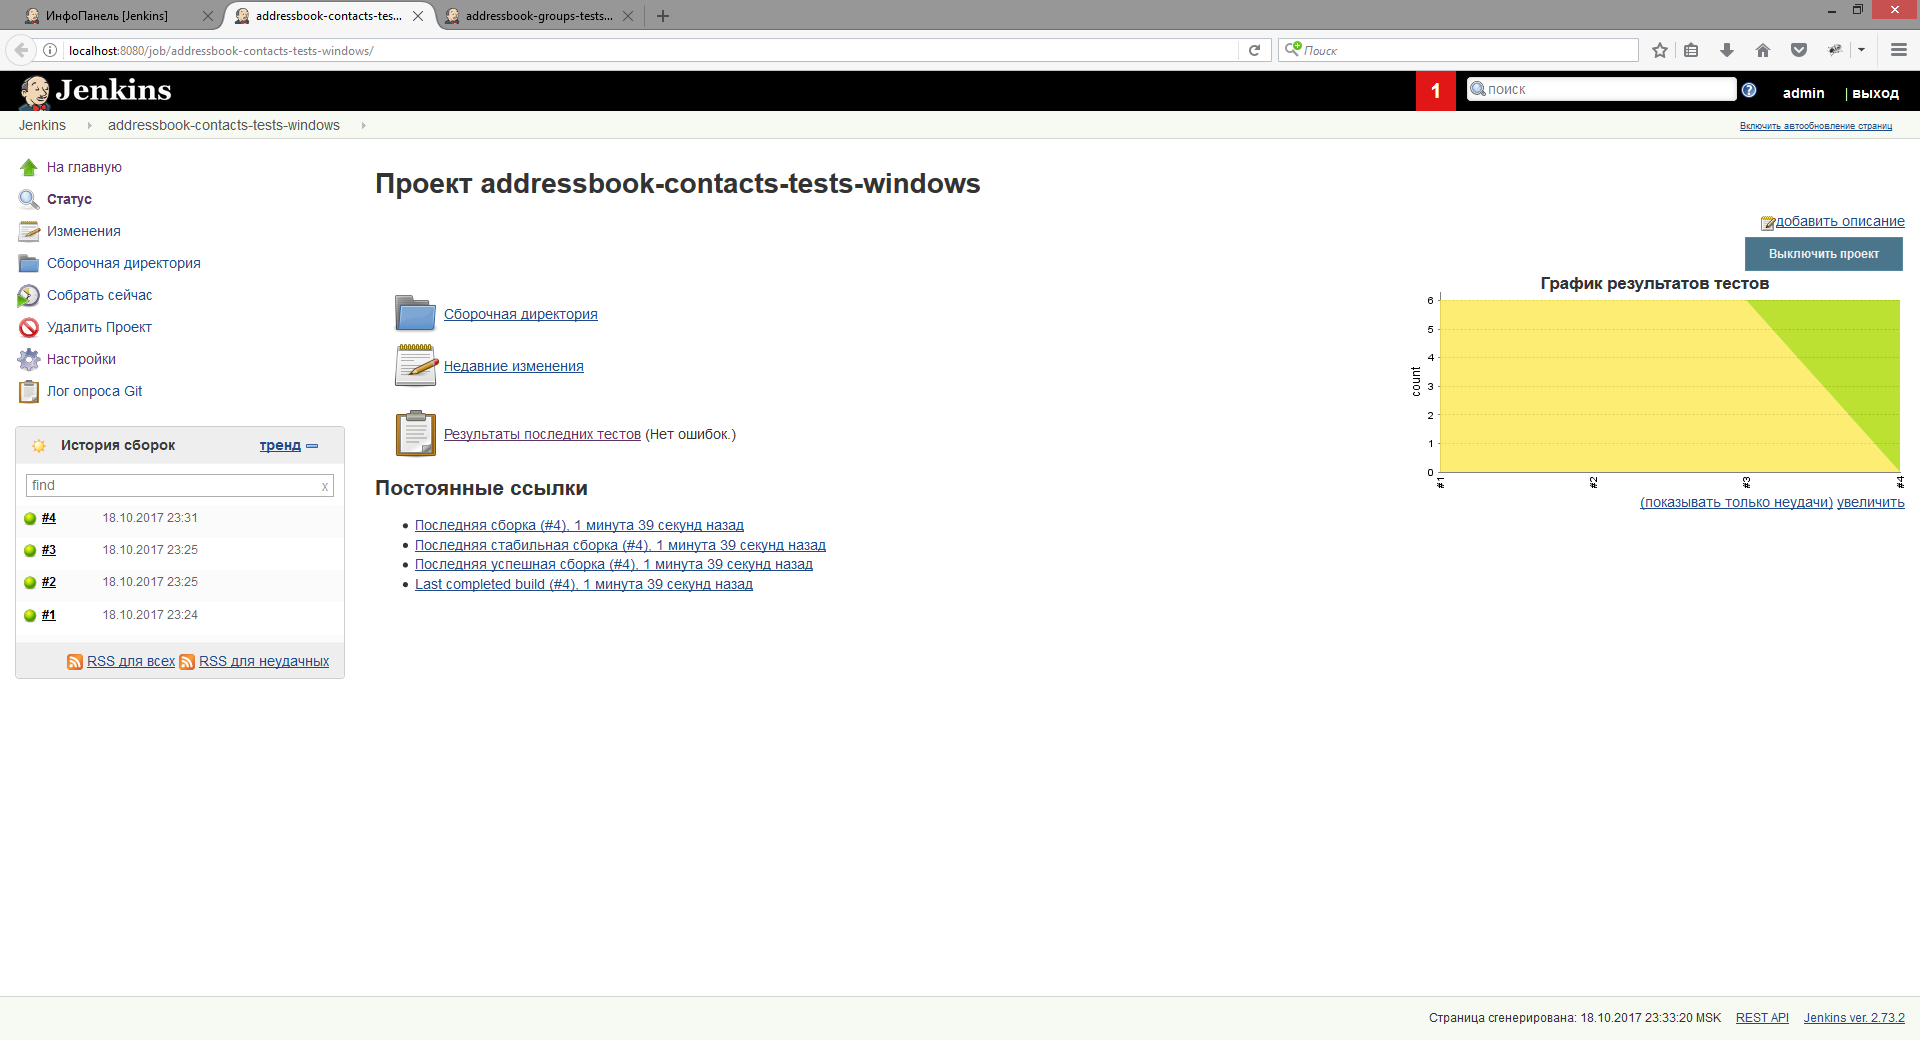 ИнфоПанель [Jenkins]
addressbook-contacts-tes...
addressbook-groups-tests...
localhost:8080/job/addressbook-contacts-tests-windows/
Поиск
Jenkins
1
поиск
?
admin
| выход
Jenkins
addressbook-contacts-tests-windows
Включить автообновление страниц
На главную
Статус
Изменения
Сборочная директория
Собрать сейчас
Удалить Проект
Настройки
Лог опроса Git
История сборок
тренд
find
x
#4 18.10.2017 23:31
#3 18.10.2017 23:25
#2 18.10.2017 23:25
#1 18.10.2017 23:24
RSS для всех
RSS для неудачных
Проект addressbook-contacts-tests-windows
добавить описание
Выключить проект
Сборочная директория
Недавние изменения
Результаты последних тестов (Нет ошибок.)
Постоянные ссылки
Последняя сборка (#4), 1 минута 39 секунд назад
Последняя стабильная сборка (#4), 1 минута 39 секунд назад
Последняя успешная сборка (#4), 1 минута 39 секунд назад
Last completed build (#4), 1 минута 39 секунд назад
График результатов тестов
count
6
5
4
3
2
1
0
#1
#2
#3
#4
(показывать только неудачи) увеличить
Страница сгенерирована: 18.10.2017 23:33:20 MSK
REST API
Jenkins ver. 2.73.2